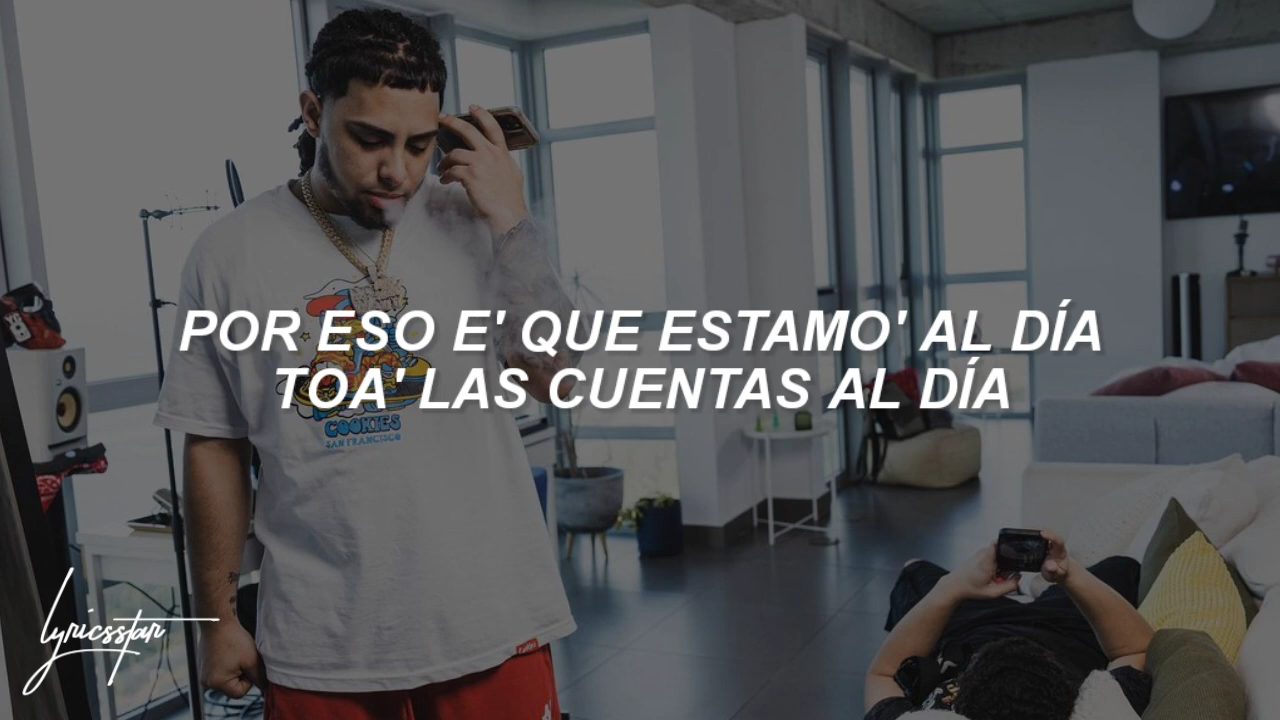 POR ESO E' QUE ESTAMO' AL DÍA
TOA' LAS CUENTAS AL DÍA
COOKIES
SAN FRANCISCO
lyricsstar